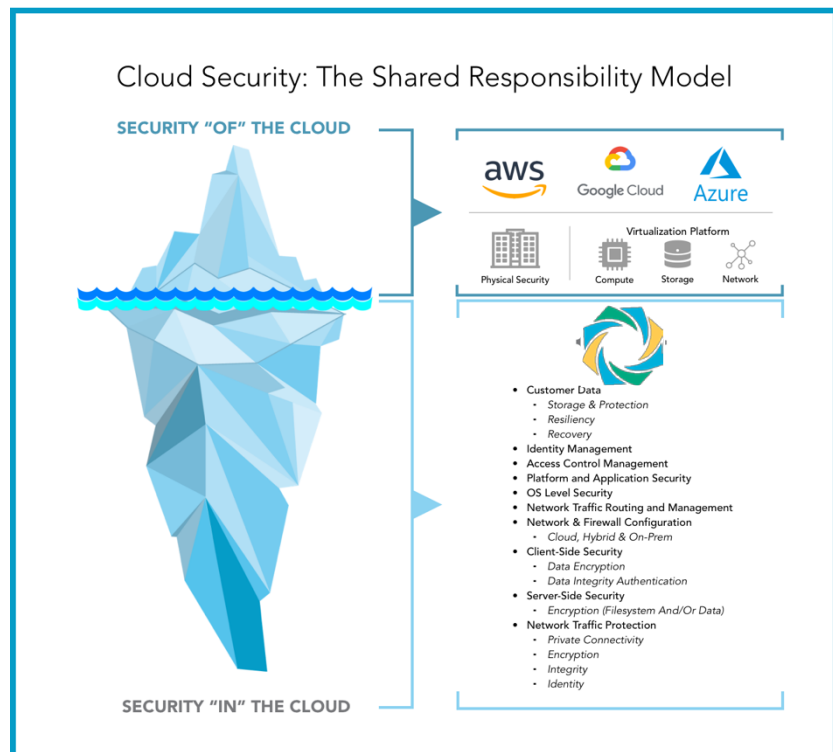 Cloud Security: The Shared Responsibility Model
SECURITY “OF” THE CLOUD
aws
Google Cloud
Azure
Virtualization Platform
Physical Security
Compute
Storage
Network
• Customer Data
• Storage & Protection
• Resiliency
• Recovery
• Identity Management
• Access Control Management
• Platform and Application Security
• OS Level Security
• Network Traffic Routing and Management
• Network & Firewall Configuration
• Cloud, Hybrid & On-Prem
• Client-Side Security
• Data Encryption
• Data Integrity Authentication
• Server-Side Security
• Encryption (Filesystem And/Or Data)
• Network Traffic Protection
• Private Connectivity
• Encryption
• Integrity
• Identity
SECURITY “IN” THE CLOUD